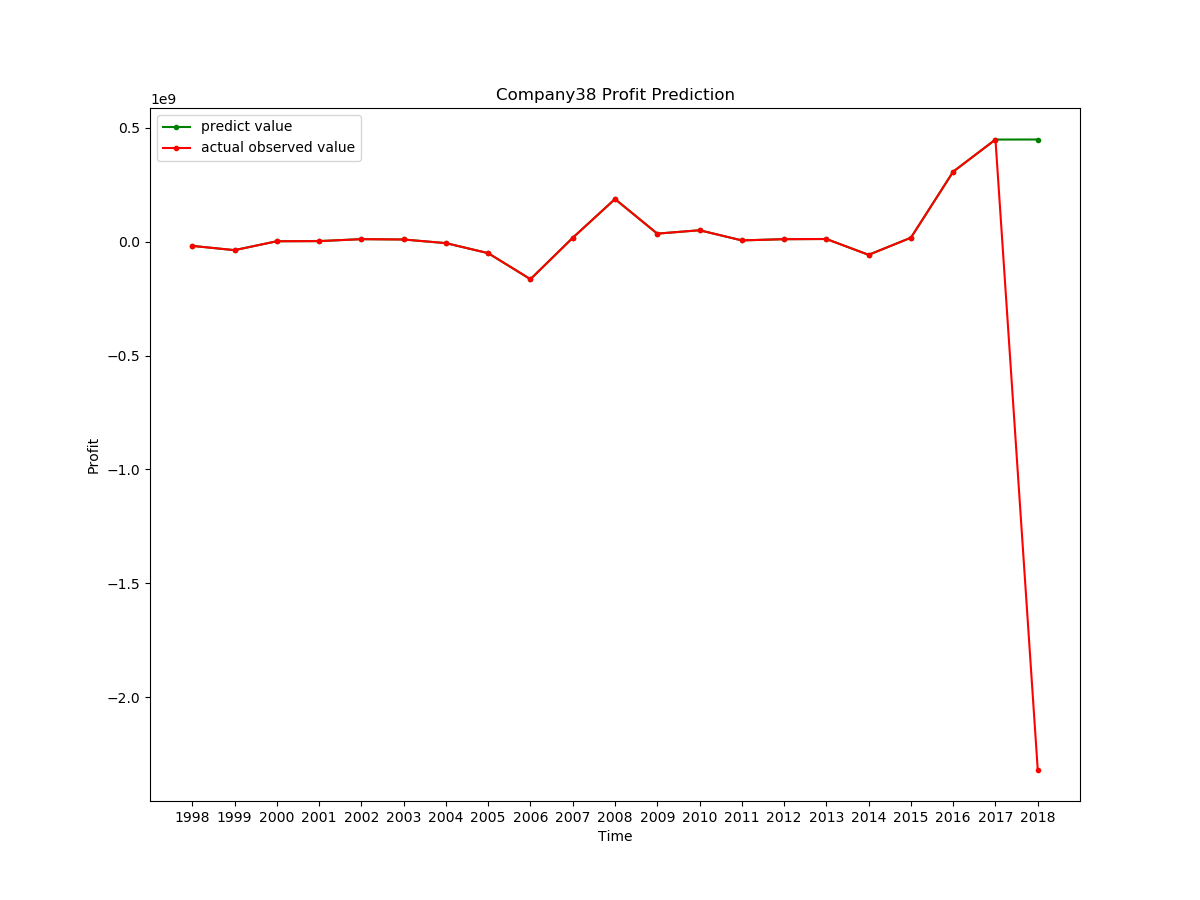 Company38 Profit Prediction
1e9
predict value
actual observed value
0.5
0.0
−0.5
−1.0
−1.5
−2.0
Profit
1998 1999 2000 2001 2002 2003 2004 2005 2006 2007 2008 2009 2010 2011 2012 2013 2014 2015 2016 2017 2018
Time